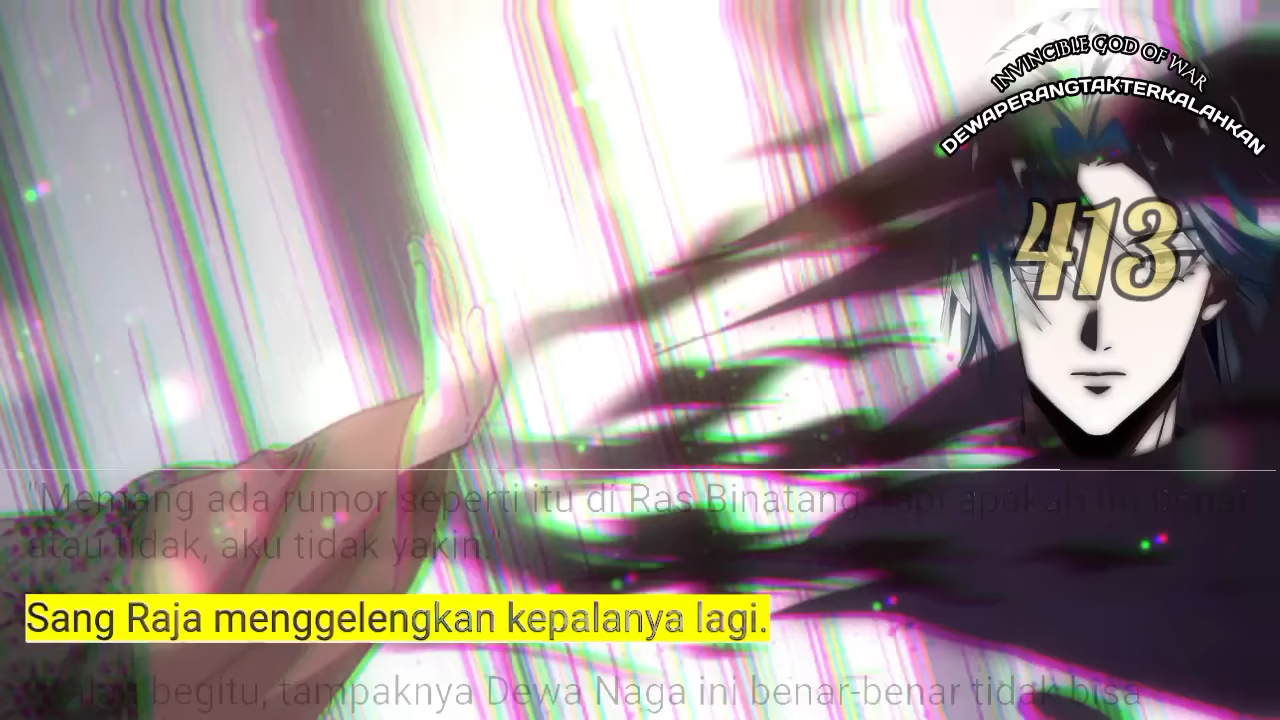 INVINCIBLE GOD OF WAR
DEWAPERANGTAKTERKALAHKAN
413
"Memang ada rumor seperti itu di Ras Binatang, tapi apakah itu benar
atau tidak, aku tidak yakin."
Sang Raja menggelengkan kepalanya lagi.
begitu, tampaknya Dewa Naga ini benar-benar tidak bisa